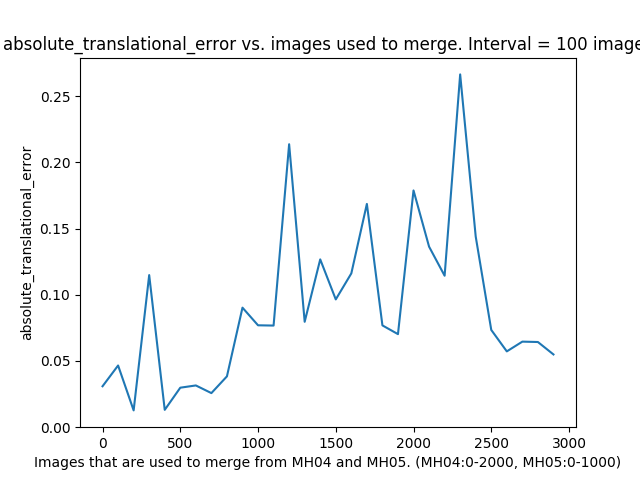 absolute_translational_error vs. images used to merge. Interval = 100 image
0.25
0.20
0.15
0.10
0.05
0.00
absolute_translational_error
0 500 1000 1500 2000 2500 3000
Images that are used to merge from MH04 and MH05. (MH04:0-2000, MH05:0-1000)